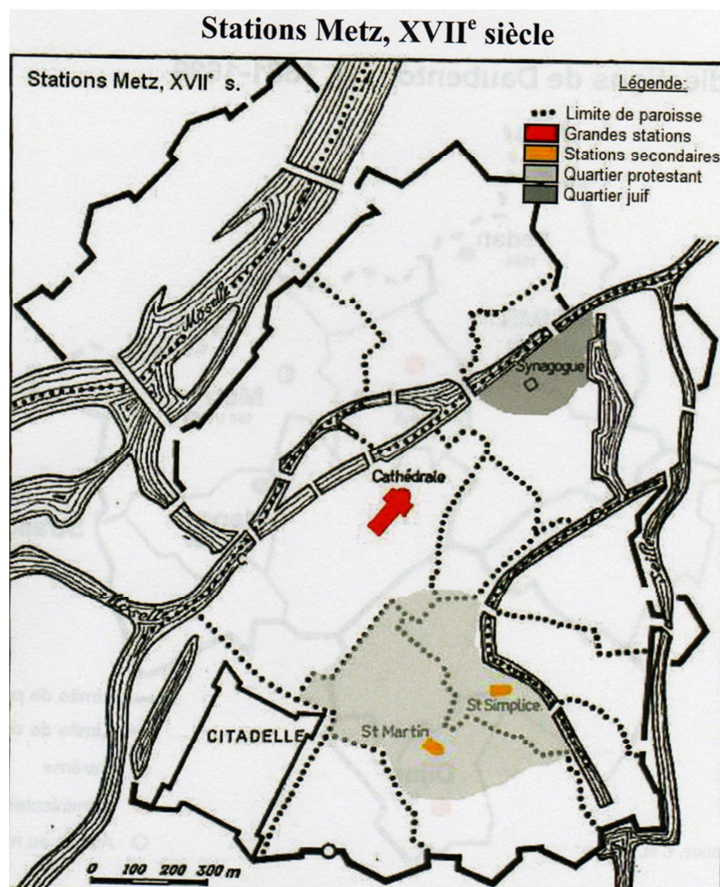 Stations Metz, XVIIe siècle
Stations Metz, XVIIe s.
Légende:
Limite de paroisse
Grandes stations
Stations secondaires
Quartier protestant
Quartier juif
Moselle
Synagogue
Cathédrale
Moselle
St Simplice.
St Martin
CITADELLE
0 100 200 300 m